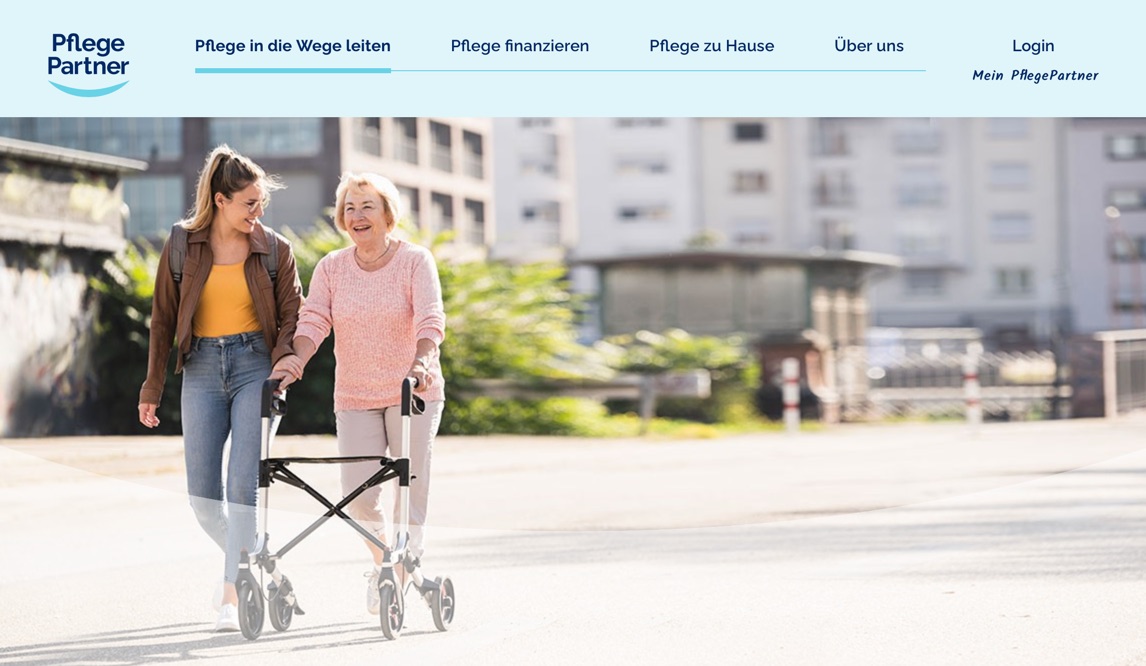 Pflege
Partner
Pflege in die Wege leiten
Pflege finanzieren
Pflege zu Hause
Über uns
Login
Mein PflegePartner